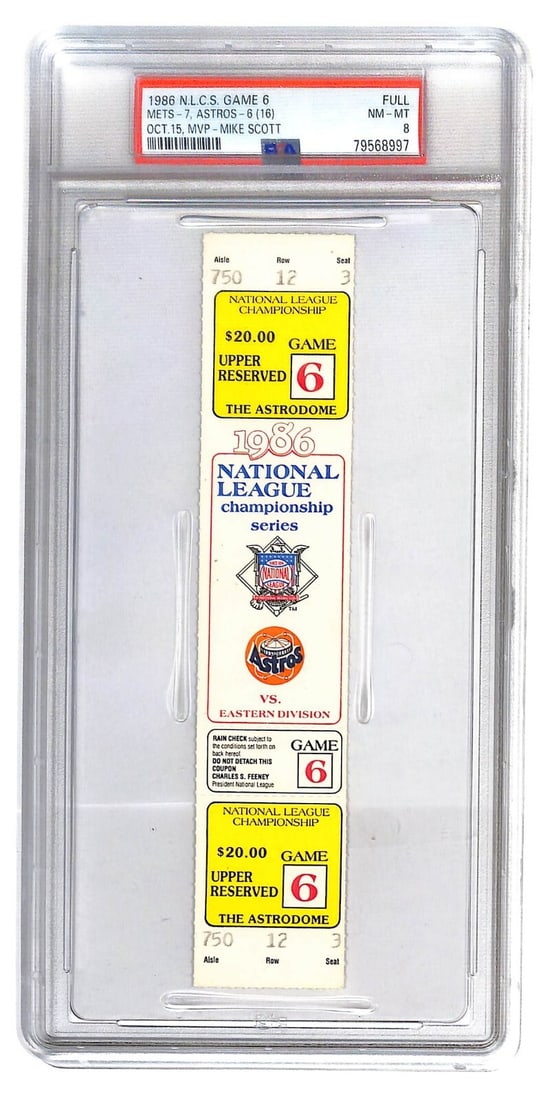 1986 N.L.C.S. GAME 6 FULL
METS-7, ASTROS-6 (16) NM-MT
OCT.15, MVP-MIKE SCOTT 8
79568997
Aisle Row Seat
750 12 3
NATIONAL LEAGUE
CHAMPIONSHIP
$20.00
GAME
UPPER
RESERVED 6
THE ASTRODOME
1986
NATIONAL
LEAGUE
championship
series
NATIONAL
LEAGUE
TM
Astros
VS.
EASTERN DIVISION
RAIN CHECK subject to
the conditions set forth on
back hereof.
DO NOT DETACH THIS
COUPON
CHARLES S. FEENEY
President National League
GAME
6
NATIONAL LEAGUE
CHAMPIONSHIP
$20.00 GAME
UPPER
RESERVED 6
THE ASTRODOME
750 12 3
Aisle Row Seat